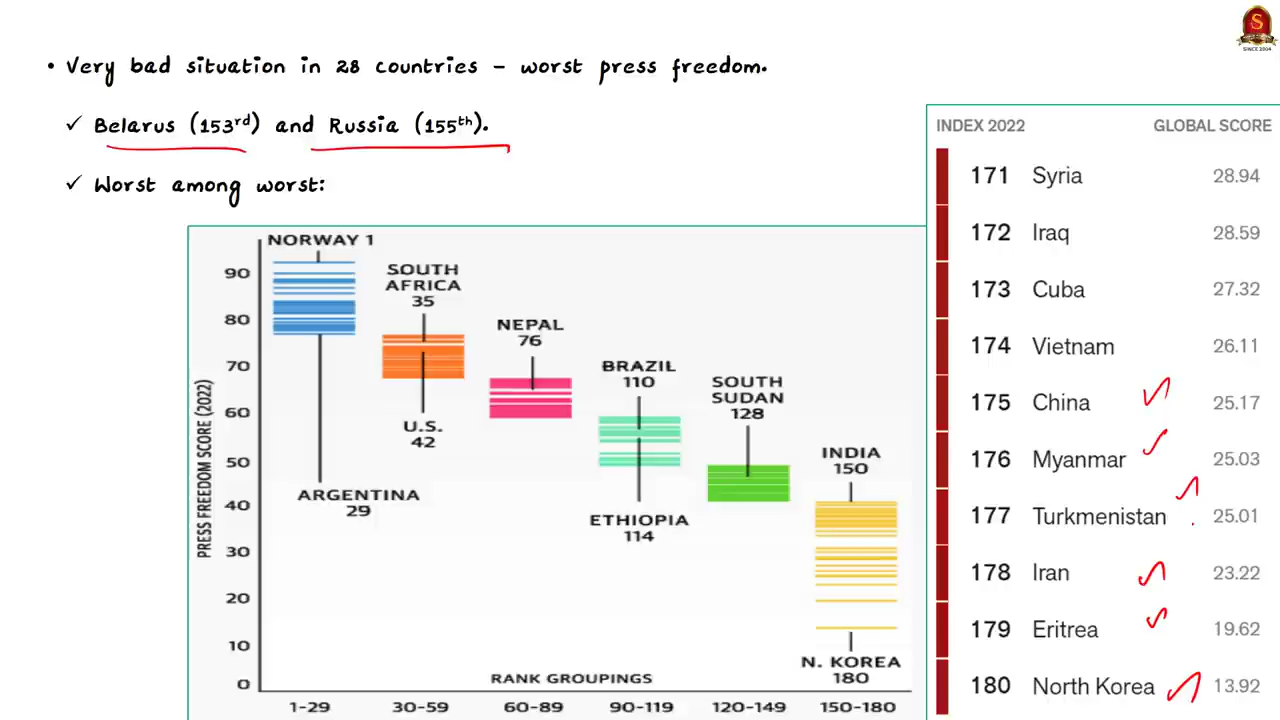 • Very bad situation in 28 countries – worst press freedom.
✓ Belarus (153rd) and Russia (155th).
✓ Worst among worst:
NORWAY 1
SOUTH
AFRICA
35
NEPAL
76
BRAZIL
110
SOUTH
SUDAN
128
INDIA
150
U.S.
42
ARGENTINA
29
ETHIOPIA
114
N. KOREA
180
PRESS FREEDOM SCORE (2022)
90
80
70
60
50
40
30
20
10
0
RANK GROUPINGS
1-29 30-59 60-89 90-119 120-149 150-180
INDEX 2022 GLOBAL SCORE
171 Syria 28.94
172 Iraq 28.59
173 Cuba 27.32
174 Vietnam 26.11
175 China 25.17
176 Myanmar 25.03
177 Turkmenistan 25.01
178 Iran 23.22
179 Eritrea 19.62
180 North Korea 13.92
S
SINCE 2004